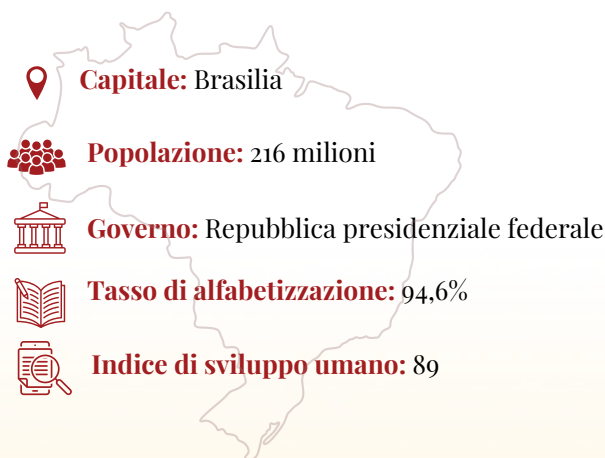 Capitale: Brasilia
Popolazione: 216 milioni
Governo: Repubblica presidenziale federale
Tasso di alfabetizzazione: 94,6%
Indice di sviluppo umano: 89